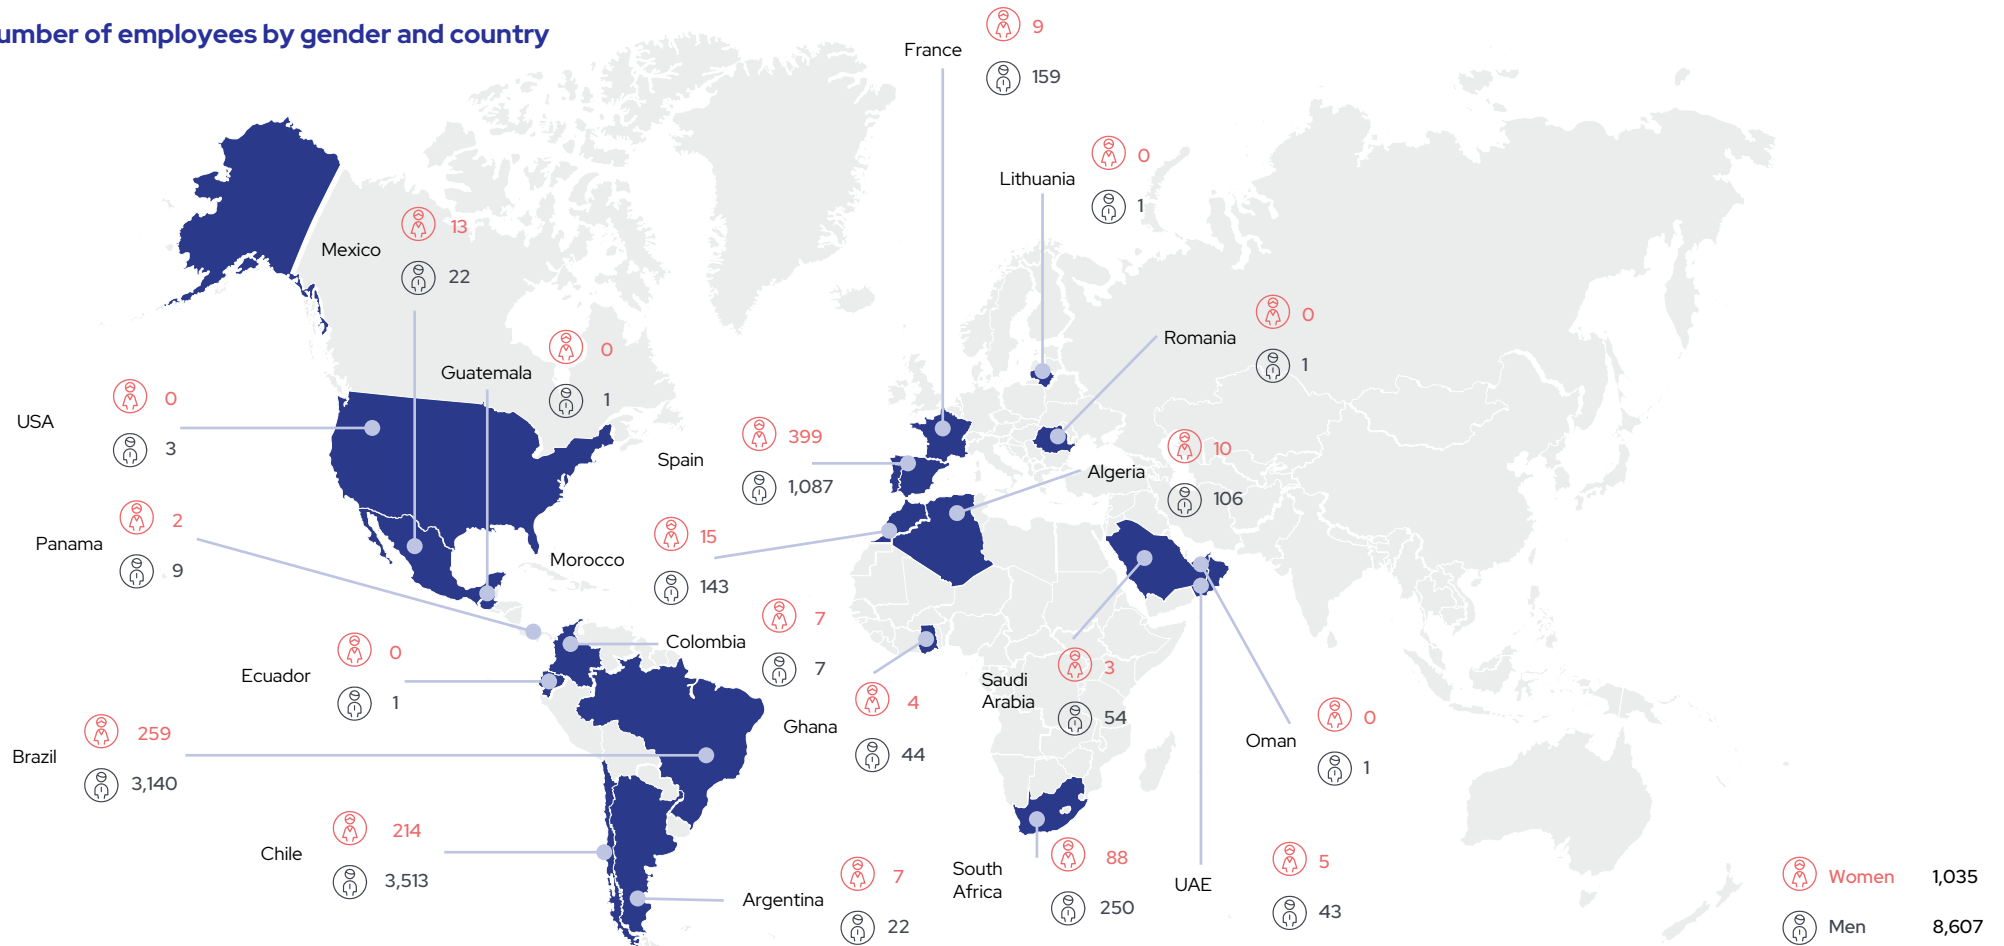 umber of employees by gender and country
France
9
159
Lithuania
0
1
Mexico
13
22
Romania
0
1
Guatemala
0
1
USA
0
3
Spain
399
1,087
Algeria
10
106
Panama
2
9
Morocco
15
143
Colombia
7
7
Ecuador
0
1
Ghana
4
44
Saudi
Arabia
3
54
Oman
0
1
Brazil
259
3,140
Chile
214
3,513
Argentina
7
22
South
Africa
88
250
UAE
5
43
Women 1,035
Men 8,607